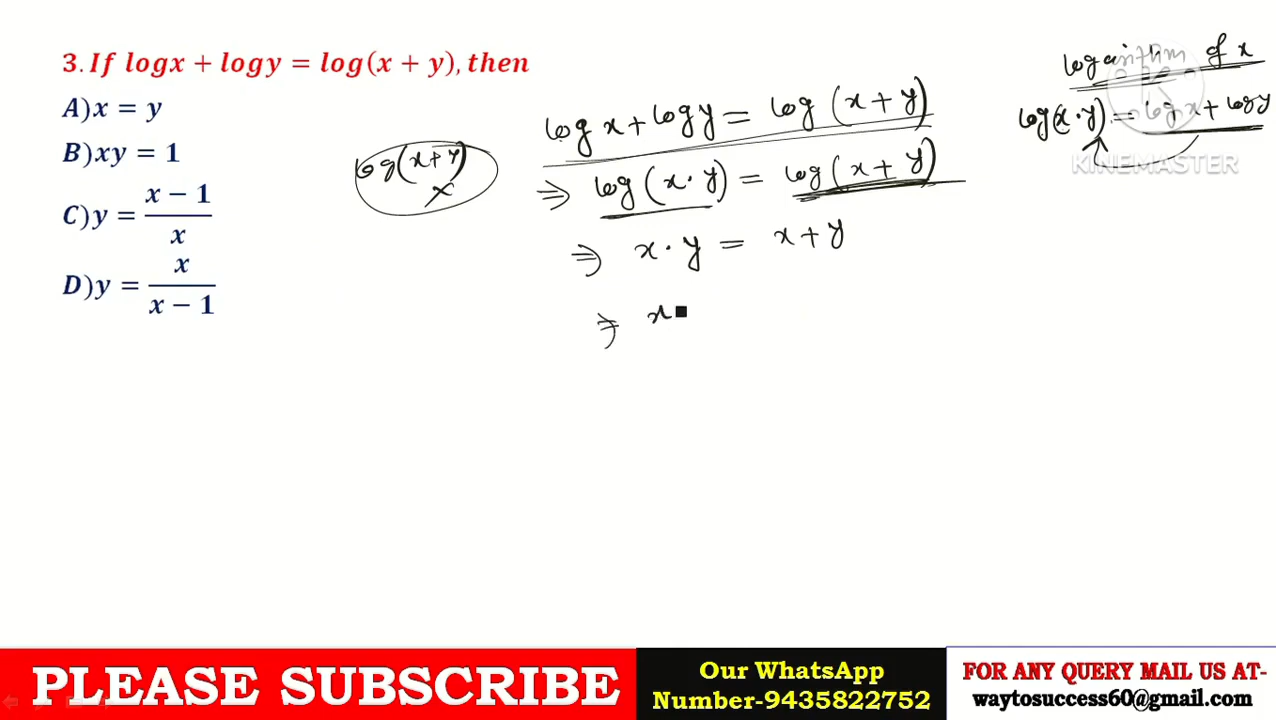 3. If logx + logy = log(x + y), then
A)x = y
B)xy = 1
C)y = x − 1 / x
D)y = x / x − 1
log(x+y)
x
log x + log y = log (x + y)
⇒ log (x · y) = log (x + y)
⇒ x · y = x + y
⇒ x
logarithm of x
log(x · y) = log x + log y
KINEMASTER
PLEASE SUBSCRIBE
Our WhatsApp
Number-9435822752
FOR ANY QUERY MAIL US AT-
waytosuccess60@gmail.com